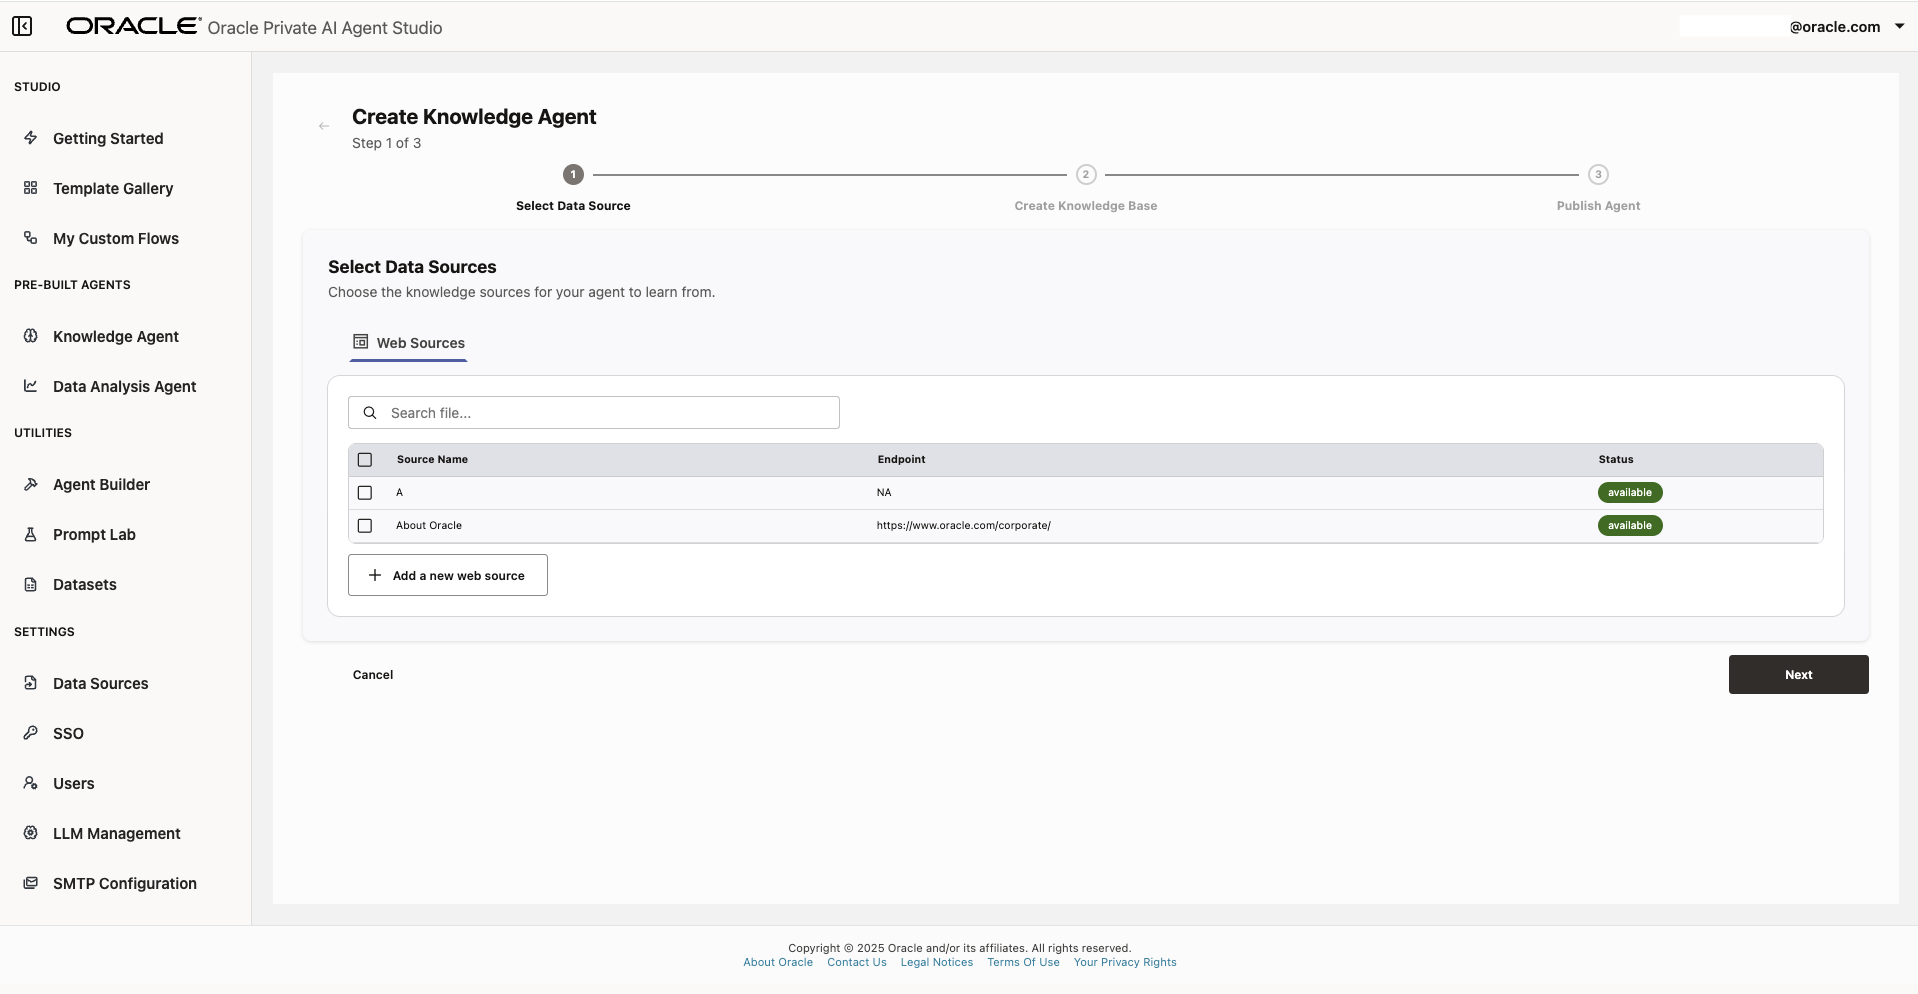 ORACLE® Oracle Private AI Agent Studio
@oracle.com
STUDIO
Getting Started
Template Gallery
My Custom Flows
PRE-BUILT AGENTS
Knowledge Agent
Data Analysis Agent
UTILITIES
Agent Builder
Prompt Lab
Datasets
SETTINGS
Data Sources
SSO
Users
LLM Management
SMTP Configuration
Create Knowledge Agent
Step 1 of 3
1 2 3
Select Data Source Create Knowledge Base Publish Agent
Select Data Sources
Choose the knowledge sources for your agent to learn from.
Web Sources
Search file...
Source Name Endpoint Status
A NA available
About Oracle https://www.oracle.com/corporate/ available
Add a new web source
Cancel Next
Copyright © 2025 Oracle and/or its affiliates. All rights reserved.
About Oracle Contact Us Legal Notices Terms Of Use Your Privacy Rights